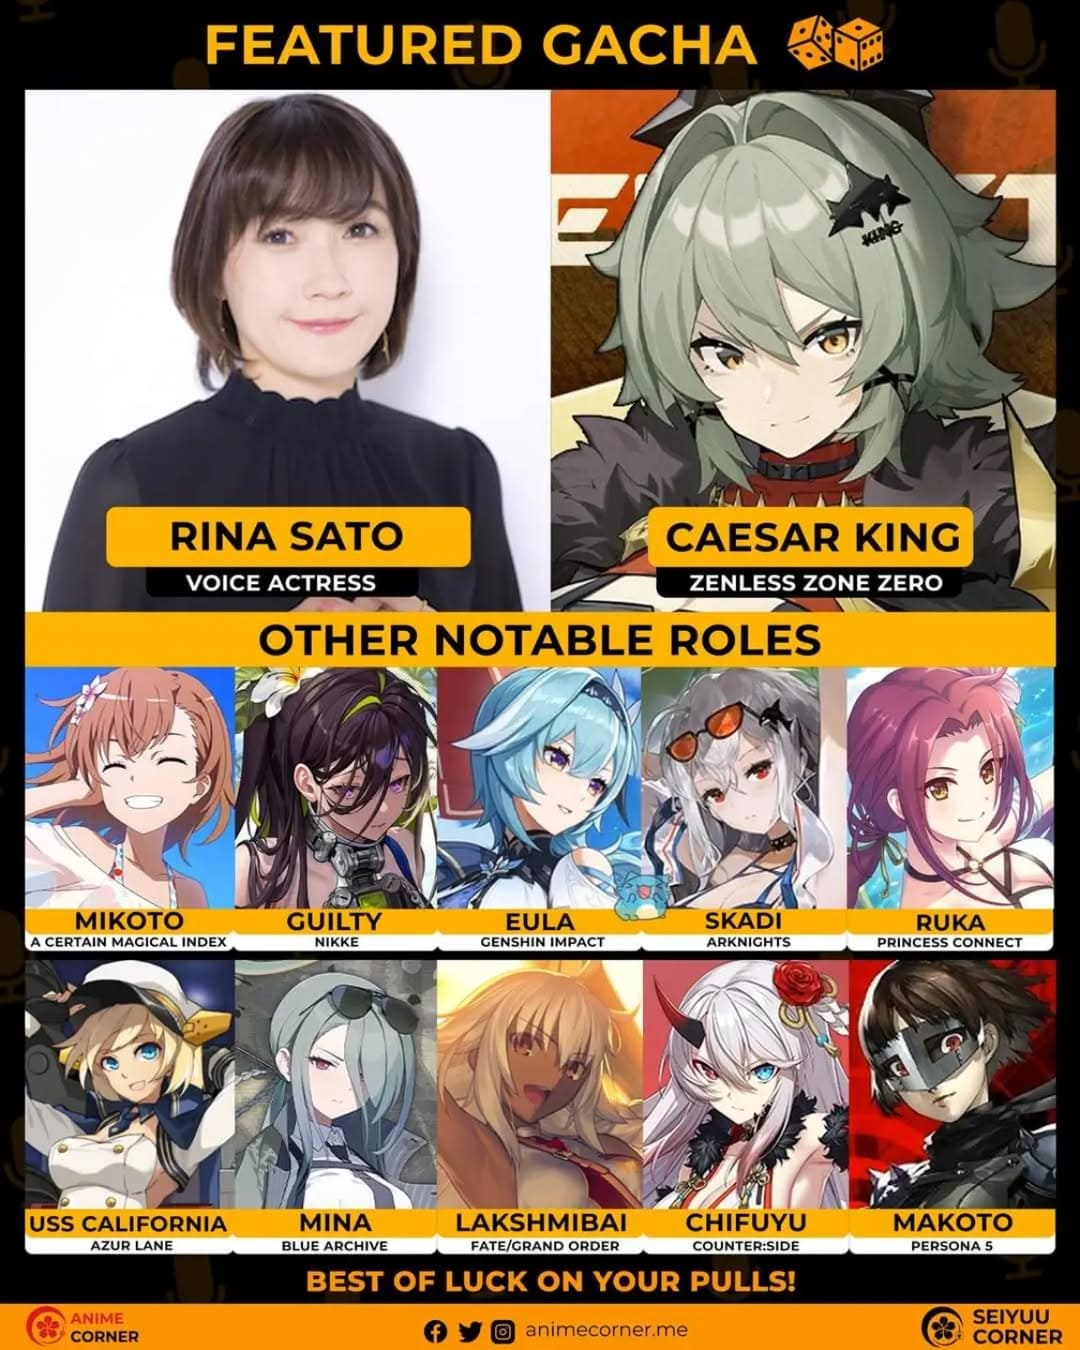 FEATURED GACHA
RINA SATO
VOICE ACTRESS
KING
CAESAR KING
ZENLESS ZONE ZERO
OTHER NOTABLE ROLES
MIKOTO
A CERTAIN MAGICAL INDEX
GUILTY
NIKKE
EULA
GENSHIN IMPACT
SKADI
ARKNIGHTS
RUKA
PRINCESS CONNECT
USS CALIFORNIA
AZUR LANE
MINA
BLUE ARCHIVE
LAKSHMIBAI
FATE/GRAND ORDER
CHIFUYU
COUNTER:SIDE
MAKOTO
PERSONA 5
BEST OF LUCK ON YOUR PULLS!
ANIME
CORNER
animecorner.me
SEIYUU
CORNER